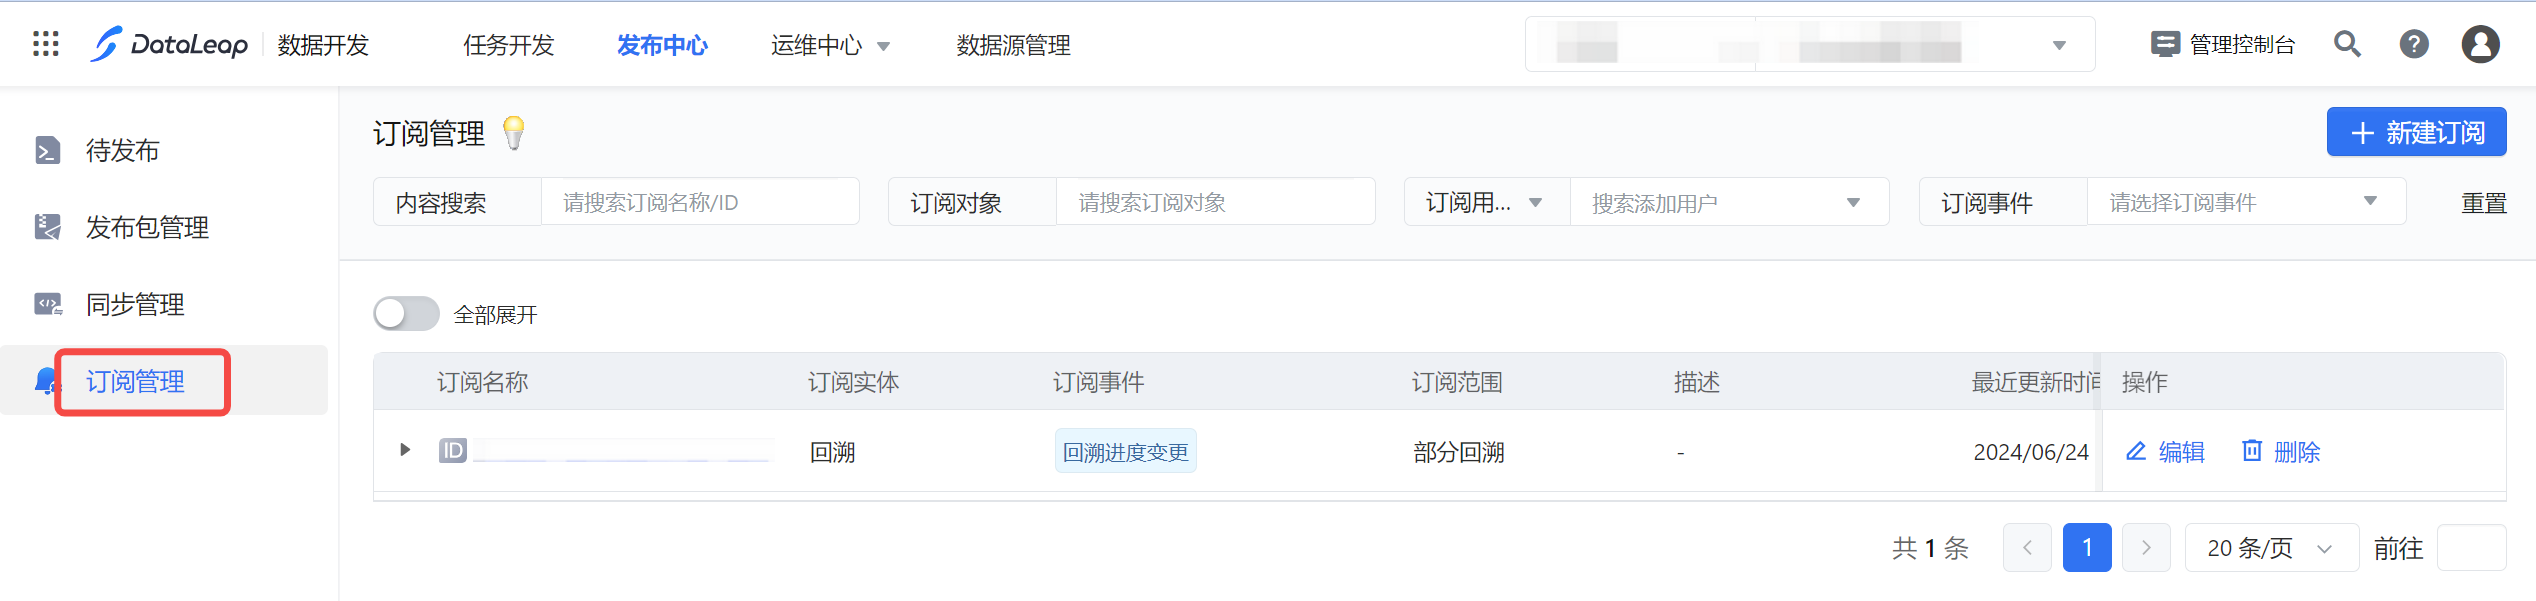 DataLeap 数据开发 任务开发 发布中心 运维中心 数据源管理 管理控制台
待发布
发布包管理
同步管理
订阅管理
订阅管理 新建订阅
内容搜索 请搜索订阅名称/ID 订阅对象 请搜索订阅对象 订阅用... 搜索添加用户 订阅事件 请选择订阅事件 重置
全部展开
订阅名称 订阅实体 订阅事件 订阅范围 描述 最近更新时间 操作
ID 回溯 回溯进度变更 部分回溯 - 2024/06/24 编辑 删除
共 1 条 1 20 条/页 前往